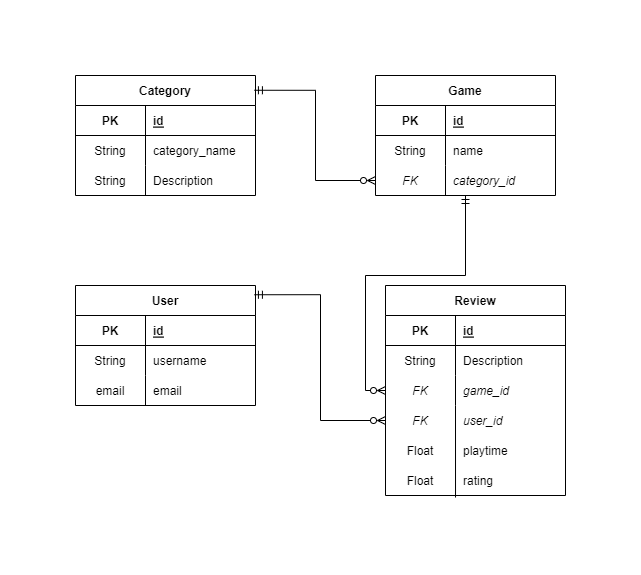 Category
PK id
String category_name
String Description
Game
PK id
String name
FK category_id
User
PK id
String username
email email
Review
PK id
String Description
FK game_id
FK user_id
Float playtime
Float rating